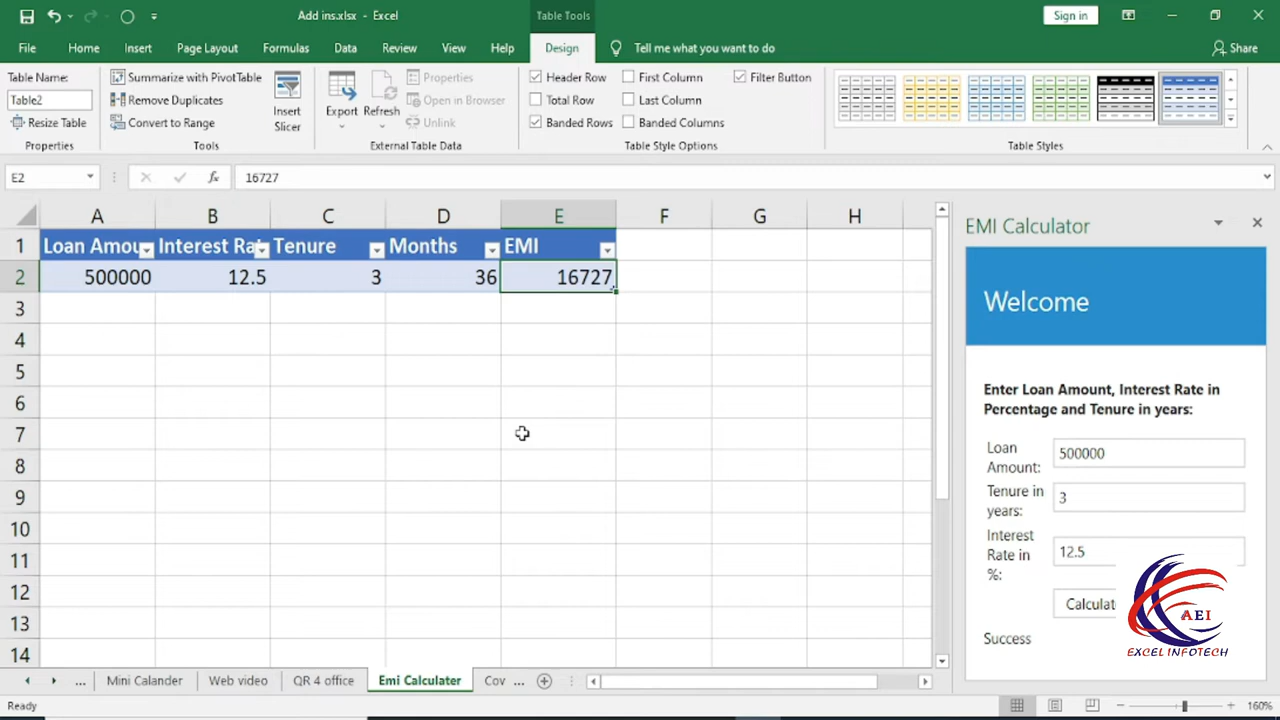 Add ins.xlsx - Excel
Table Tools
Sign in
File Home Insert Page Layout Formulas Data Review View Help Design Tell me what you want to do Share
Table Name:
Table2
Resize Table
Properties
Summarize with PivotTable
Remove Duplicates
Convert to Range
Insert
Slicer
Tools
Export Refresh
Properties
Open in Browser
Unlink
External Table Data
Header Row First Column Filter Button
Total Row Last Column
Banded Rows Banded Columns
Table Style Options
Table Styles
E2 fx 16727
A B C D E F G H
1 Loan Amou Interest Rat Tenure Months EMI
2 500000 12.5 3 36 16727
3
4
5
6
7
8
9
10
11
12
13
14
EMI Calculator
Welcome
Enter Loan Amount, Interest Rate in
Percentage and Tenure in years:
Loan
Amount:
500000
Tenure in
years:
3
Interest
Rate in
%:
12.5
Calculat
Success
AEI
EXCEL INFOTECH
... Mini Calander Web video QR 4 office Emi Calculater Cov ...
Ready
160%